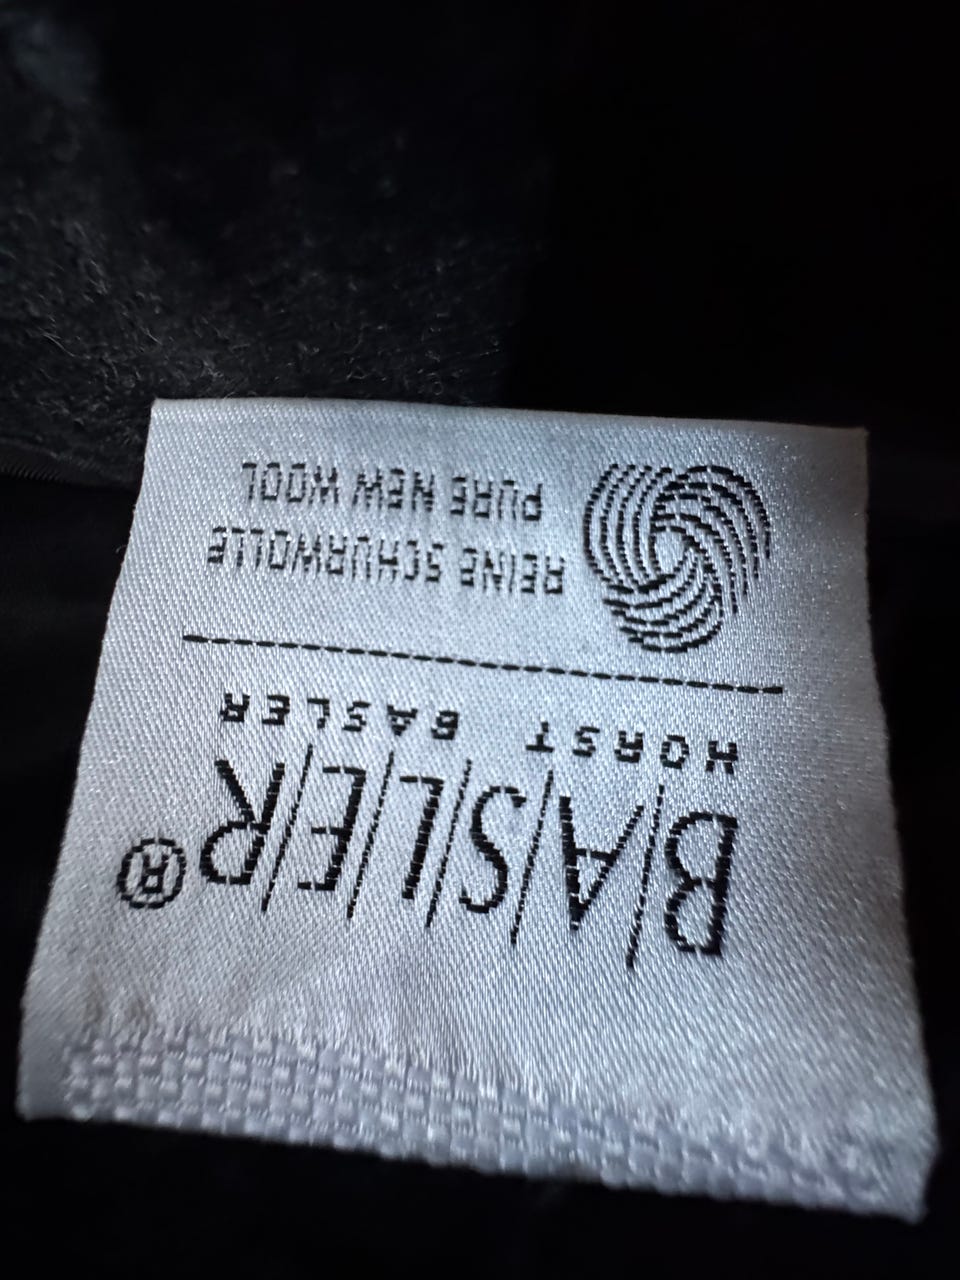 B/A/S/L/E/R®
HORST BASLER
REINE SCHURWOLLE
PURE NEW WOOL